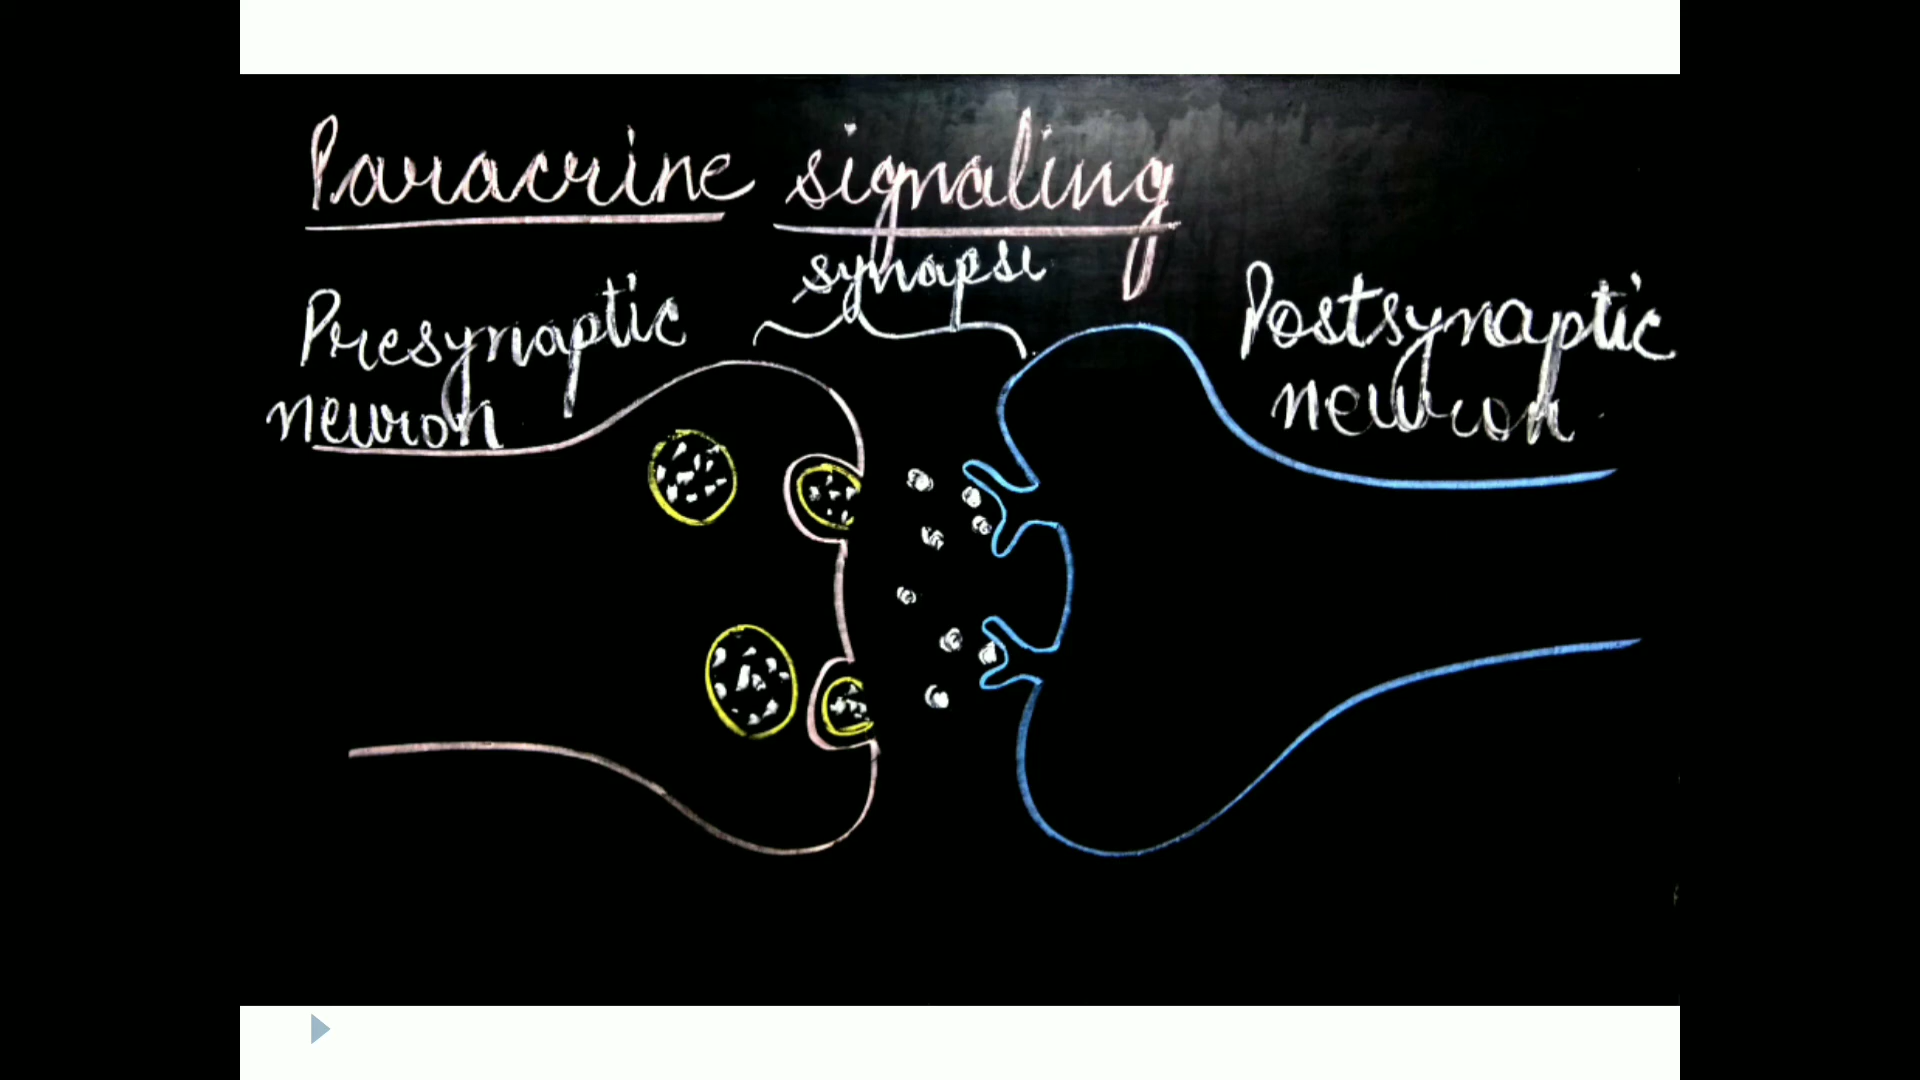 Paracrine signaling
synapse
Presynaptic
neuron
Postsynaptic
neuron